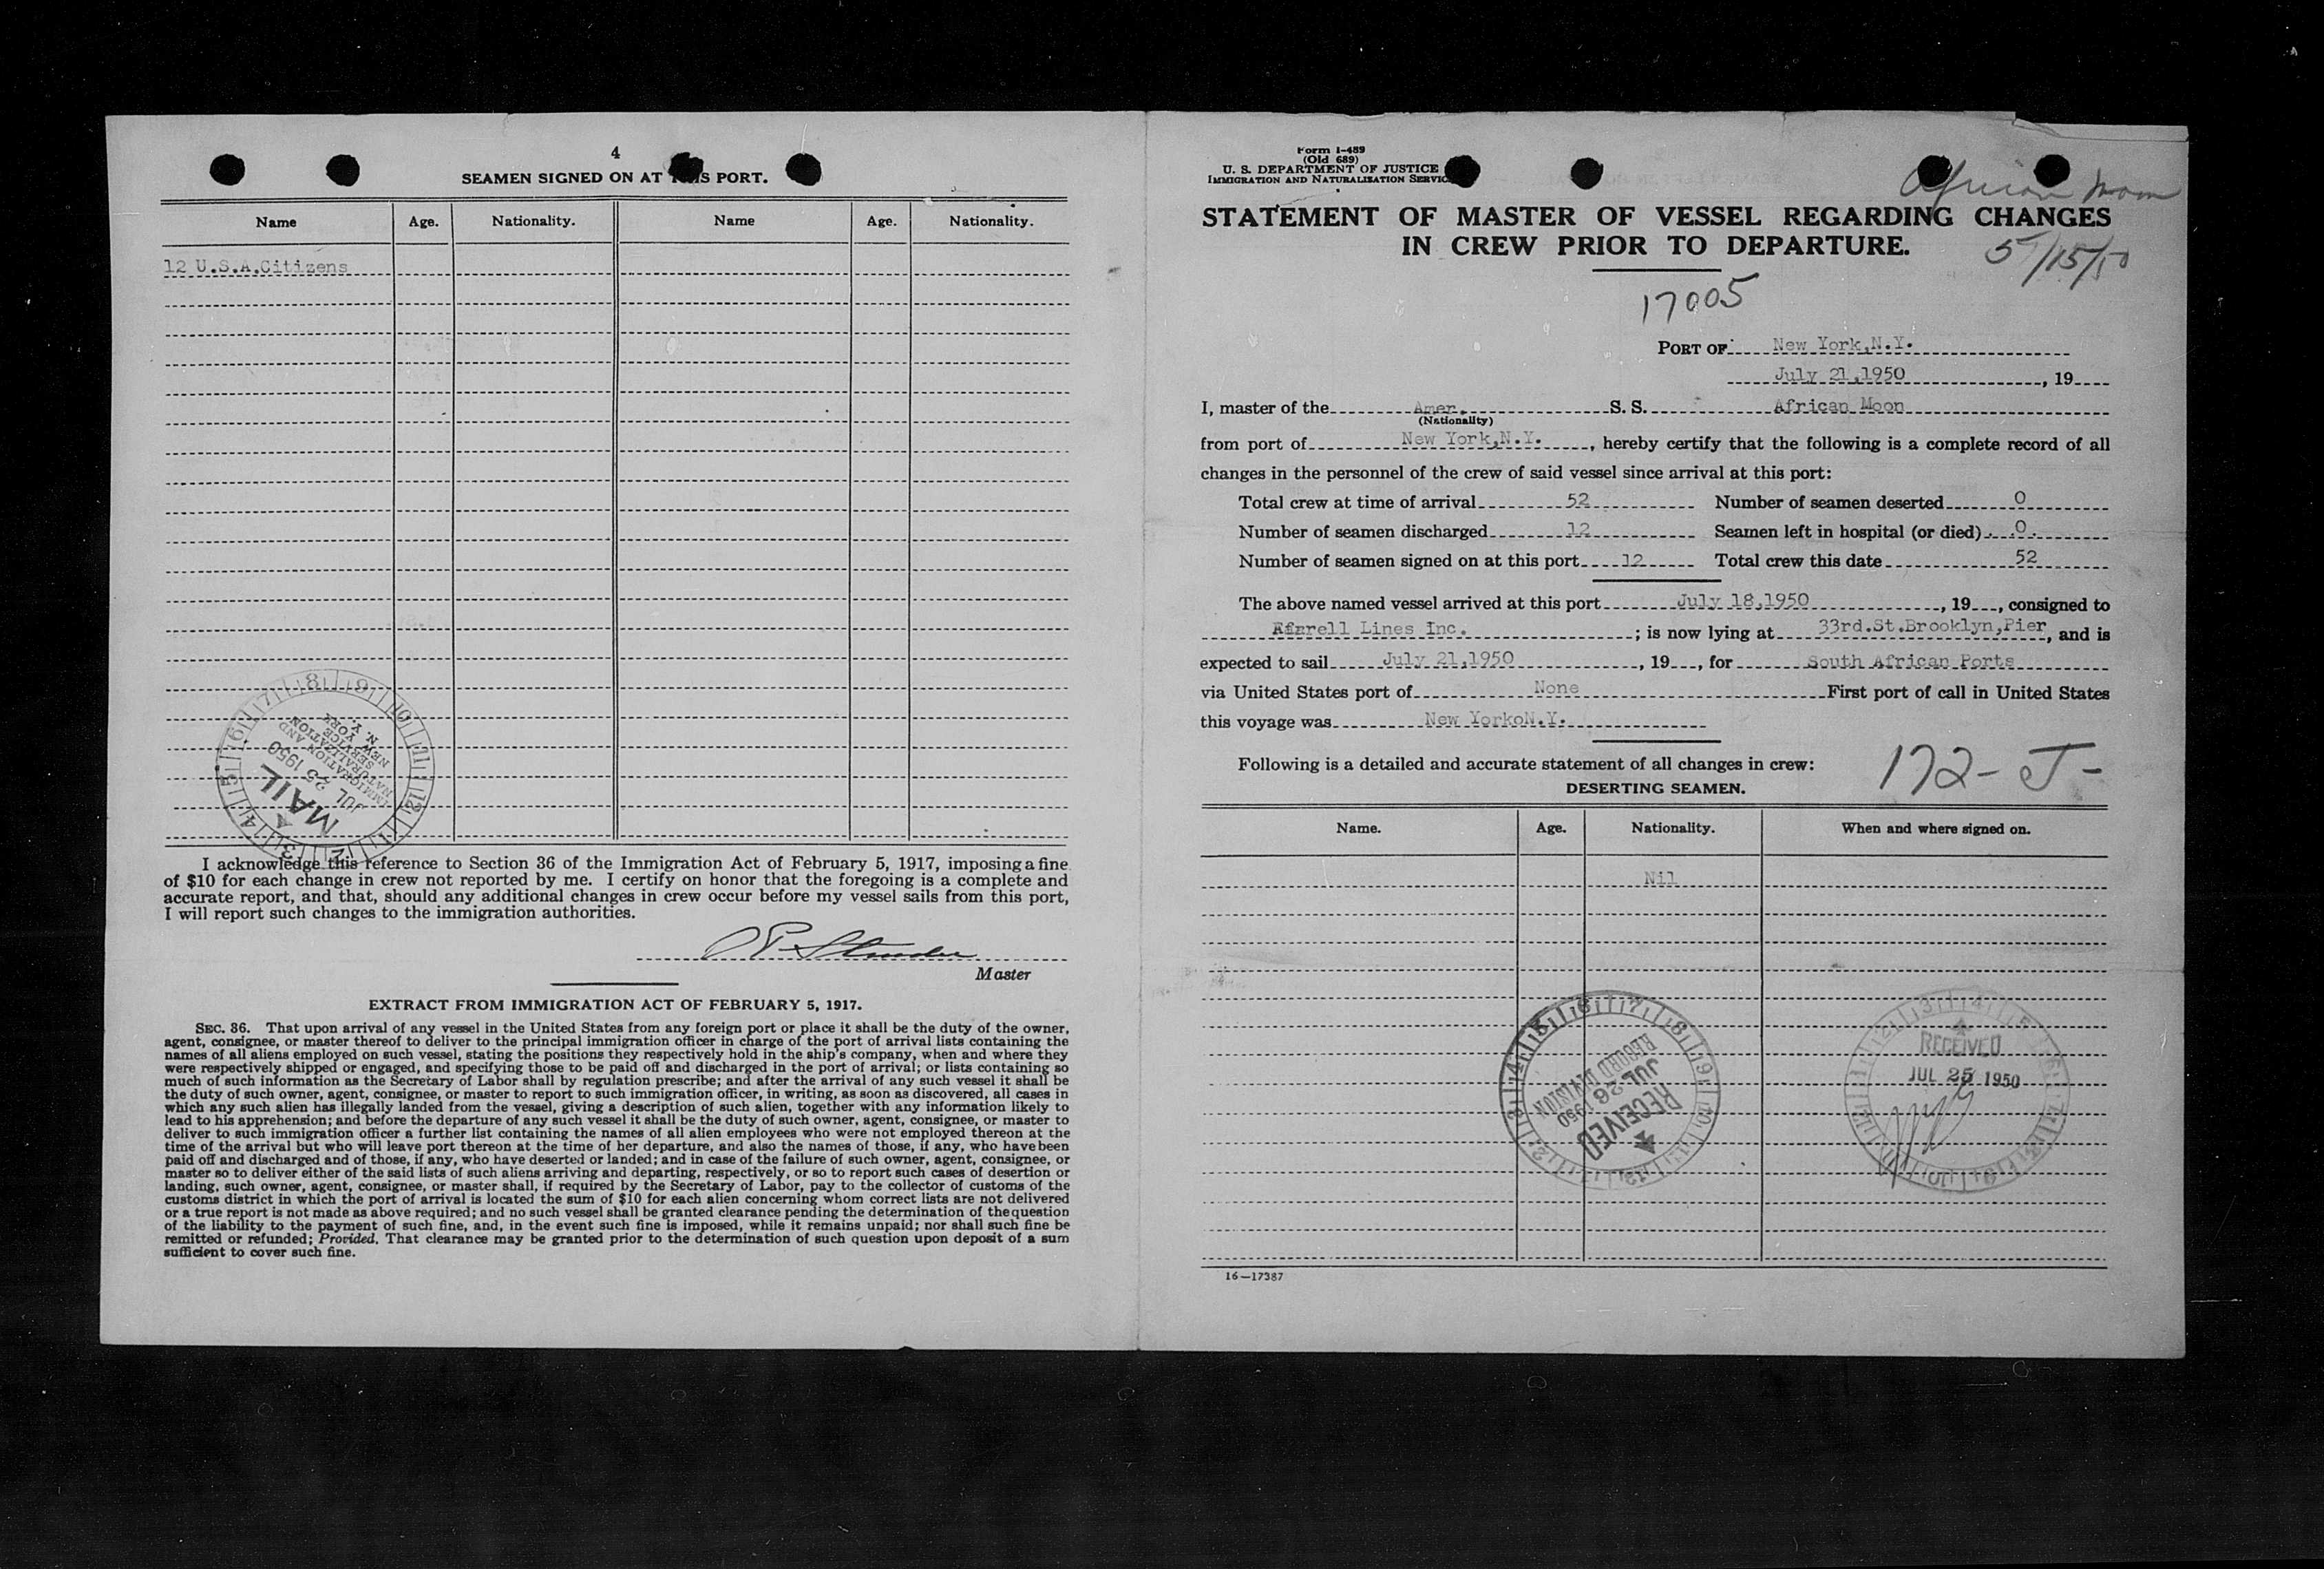 4
SEAMEN SIGNED ON AT THIS PORT.
Name Age. Nationality. Name Age. Nationality.
12 U.S.A.Citizens
IMMIGRATION AND
NATURALIZATION
SERVICE
NEW YORK
N. Y.
JUL 25 1950
MAIL
I acknowledge this reference to Section 36 of the Immigration Act of February 5, 1917, imposing a fine
of $10 for each change in crew not reported by me. I certify on honor that the foregoing is a complete and
accurate report, and that, should any additional changes in crew occur before my vessel sails from this port,
I will report such changes to the immigration authorities.
Master
EXTRACT FROM IMMIGRATION ACT OF FEBRUARY 5, 1917.
SEC. 36. That upon arrival of any vessel in the United States from any foreign port or place it shall be the duty of the owner,
agent, consignee, or master thereof to deliver to the principal immigration officer in charge of the port of arrival lists containing the
names of all aliens employed on such vessel, stating the positions they respectively hold in the ship's company, when and where they
were respectively shipped or engaged, and specifying those to be paid off and discharged in the port of arrival; or lists containing so
much of such information as the Secretary of Labor shall by regulation prescribe; and after the arrival of any such vessel it shall be
the duty of such owner, agent, consignee, or master to report to such immigration officer, in writing, as soon as discovered, all cases in
which any such alien has illegally landed from the vessel, giving a description of such alien, together with any information likely to
lead to his apprehension; and before the departure of any such vessel it shall be the duty of such owner, agent, consignee, or master to
deliver to such immigration officer a further list containing the names of all alien employees who were not employed thereon at the
time of the arrival but who will leave port thereon at the time of her departure, and also the names of those, if any, who have been
paid off and discharged and of those, if any, who have deserted or landed; and in case of the failure of such owner, agent, consignee, or
master so to deliver either of the said lists of such aliens arriving and departing, respectively, or so to report such cases of desertion or
landing, such owner, agent, consignee, or master shall, if required by the Secretary of Labor, pay to the collector of customs of the
customs district in which the port of arrival is located the sum of $10 for each alien concerning whom correct lists are not delivered
or a true report is not made as above required; and no such vessel shall be granted clearance pending the determination of the question
of the liability to the payment of such fine, and, in the event such fine is imposed, while it remains unpaid; nor shall such fine be
remitted or refunded; Provided, That clearance may be granted prior to the determination of such question upon deposit of a sum
sufficient to cover such fine.
Form I-489
(Old 689)
U. S. DEPARTMENT OF JUSTICE
IMMIGRATION AND NATURALIZATION SERVICE
African Moon
STATEMENT OF MASTER OF VESSEL REGARDING CHANGES
IN CREW PRIOR TO DEPARTURE.
5/15/50
17005
PORT OF New York,N.Y.
July 21,1950, 19
I, master of the Amer. S. S. African Moon
(Nationality)
from port of New York,N.Y., hereby certify that the following is a complete record of all
changes in the personnel of the crew of said vessel since arrival at this port:
Total crew at time of arrival 52 Number of seamen deserted 0
Number of seamen discharged 12 Seamen left in hospital (or died) 0.
Number of seamen signed on at this port 12 Total crew this date 52
The above named vessel arrived at this port July 18,1950, 19, consigned to
Farrell Lines Inc.; is now lying at 33rd.St.Brooklyn,Pier, and is
expected to sail July 21,1950, 19, for South African Ports
via United States port of None First port of call in United States
this voyage was New YorkoN.Y.
Following is a detailed and accurate statement of all changes in crew:
172-J-
DESERTING SEAMEN.
Name. Age. Nationality. When and where signed on.
Nil
RECEIVED
JUL 26 1950
RECORD DIVISION
RECEIVED
JUL 25 1950
16—17387